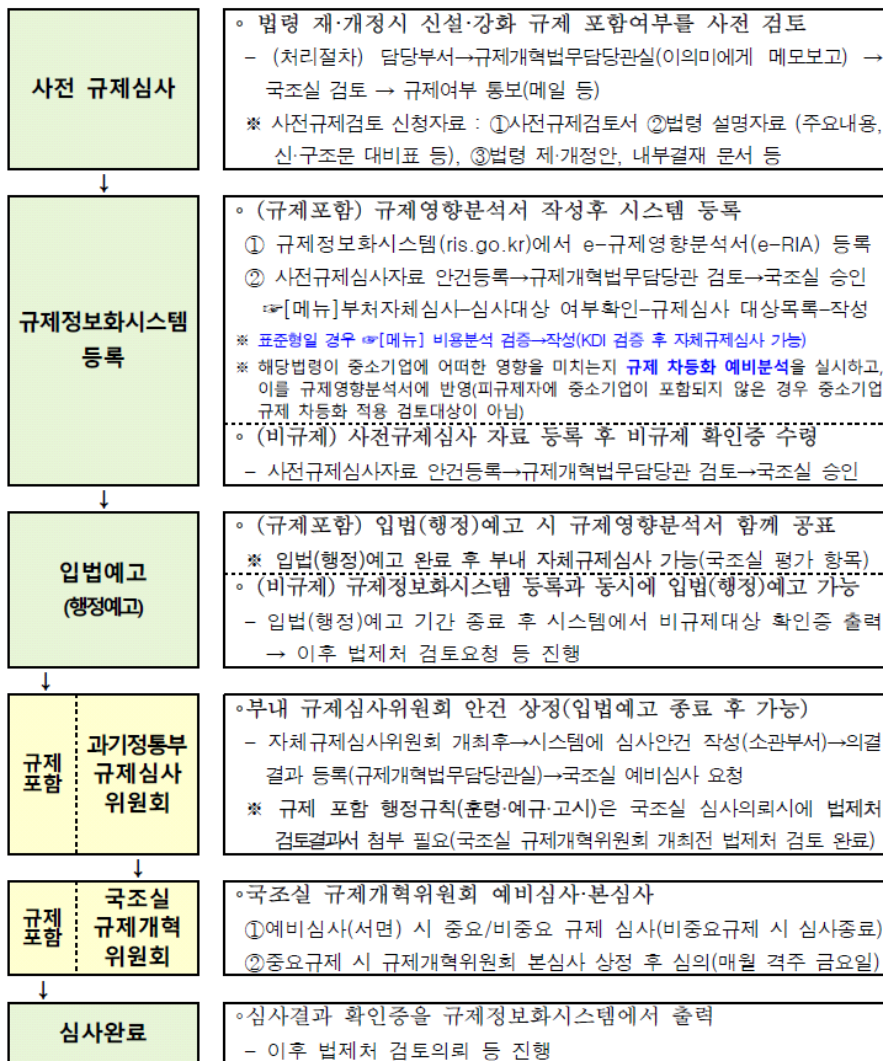 사전 규제심사
◦ 법령 재·개정시 신설·강화 규제 포함여부를 사전 검토
- (처리절차) 담당부서→규제개혁법무담당관실(이의미에게 메모보고) →
국조실 검토 → 규제여부 통보(메일 등)
※ 사전규제검토 신청자료 : ①사전규제검토서 ②법령 설명자료 (주요내용,
신·구조문 대비표 등), ③법령 제·개정안, 내부결재 문서 등
↓
규제정보화시스템
등록
◦ (규제포함) 규제영향분석서 작성후 시스템 등록
① 규제정보화시스템(ris.go.kr)에서 e-규제영향분석서(e-RIA) 등록
② 사전규제심사자료 안건등록→규제개혁법무담당관 검토→국조실 승인
☞[메뉴]부처자체심사-심사대상 여부확인-규제심사 대상목록-작성
※ 표준형일 경우 ☞[메뉴] 비용분석 검증→작성(KDI 검증 후 자체규제심사 가능)
※ 해당법령이 중소기업에 어떠한 영향을 미치는지 규제 차등화 예비분석을 실시하고,
이를 규제영향분석서에 반영(피규제자에 중소기업이 포함되지 않은 경우 중소기업
규제 차등화 적용 검토대상이 아님)
◦ (비규제) 사전규제심사 자료 등록 후 비규제 확인증 수령
- 사전규제심사자료 안건등록→규제개혁법무담당관 검토→국조실 승인
↓
입법예고
(행정예고)
◦ (규제포함) 입법(행정)예고 시 규제영향분석서 함께 공표
※ 입법(행정)예고 완료 후 부내 자체규제심사 가능(국조실 평가 항목)
◦ (비규제) 규제정보화시스템 등록과 동시에 입법(행정)예고 가능
- 입법(행정)예고 기간 종료 후 시스템에서 비규제대상 확인증 출력
→ 이후 법제처 검토요청 등 진행
↓
규제
포함
과기정통부
규제심사
위원회
◦부내 규제심사위원회 안건 상정(입법예고 종료 후 가능)
- 자체규제심사위원회 개최후→시스템에 심사안건 작성(소관부서)→의결
결과 등록(규제개혁법무담당관실)→국조실 예비심사 요청
※ 규제 포함 행정규칙(훈령·예규·고시)은 국조실 심사의뢰시에 법제처
검토결과서 첨부 필요(국조실 규제개혁위원회 개최전 법제처 검토 완료)
↓
규제
포함
국조실
규제개혁
위원회
◦국조실 규제개혁위원회 예비심사·본심사
①예비심사(서면) 시 중요/비중요 규제 심사(비중요규제 시 심사종료)
②중요규제 시 규제개혁위원회 본심사 상정 후 심의(매월 격주 금요일)
↓
심사완료
◦심사결과 확인증을 규제정보화시스템에서 출력
- 이후 법제처 검토의뢰 등 진행